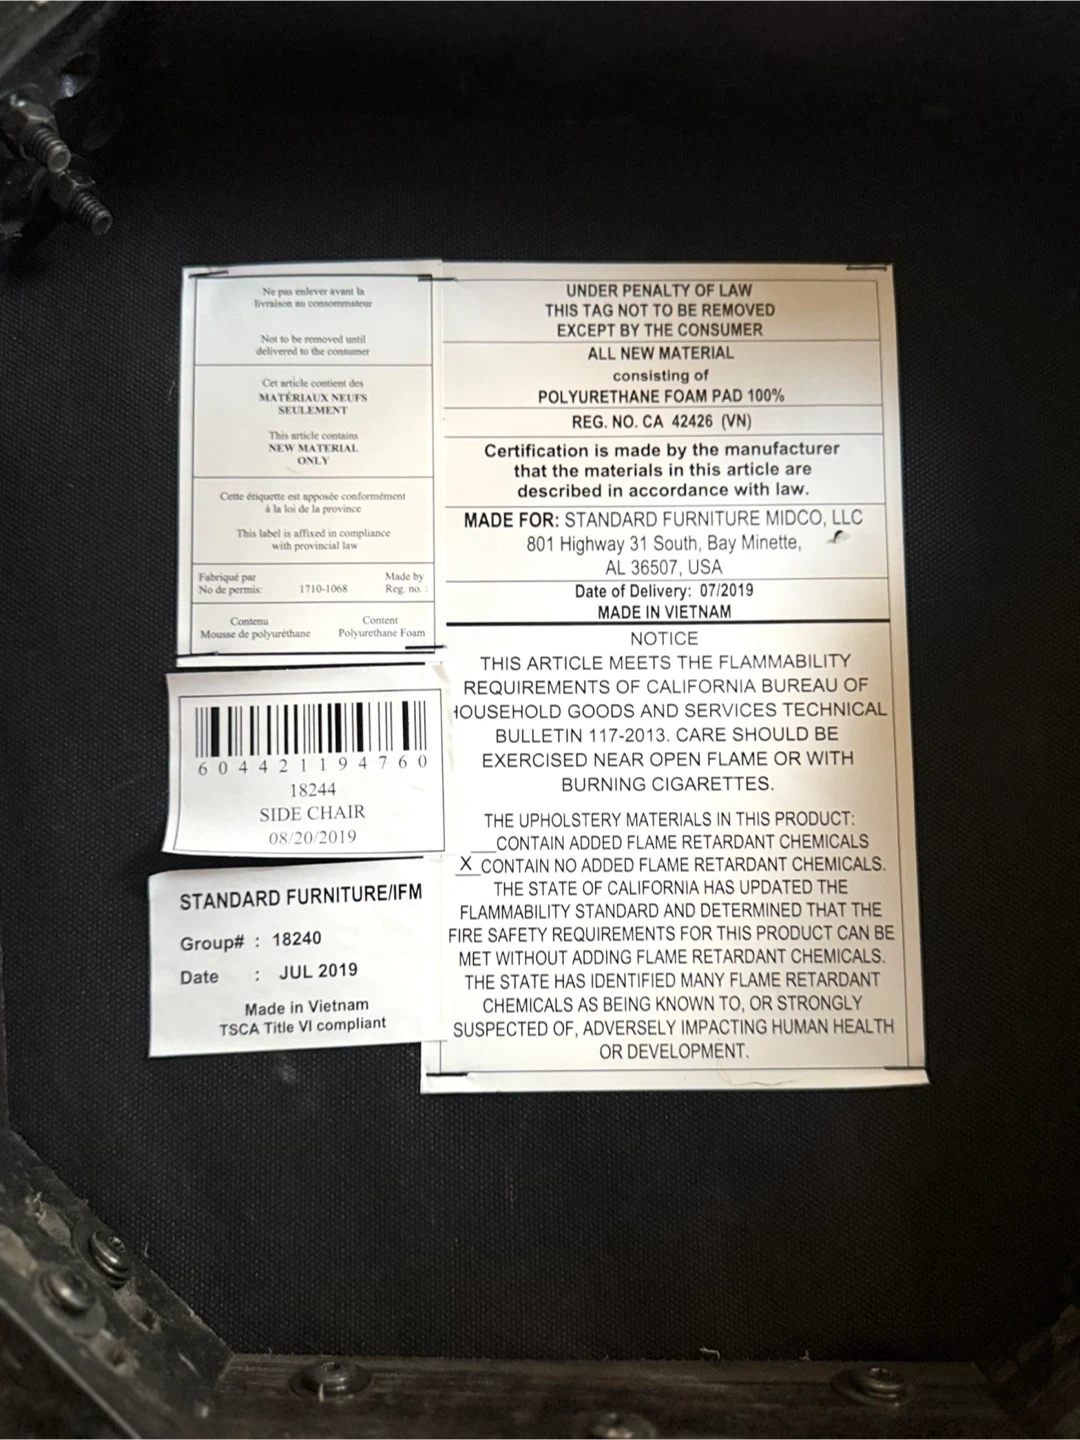 Ne pas enlever avant la
livraison au consommateur
Not to be removed until
delivered to the consumer
Cet article contient des
MATÉRIAUX NEUFS
SEULEMENT
This article contains
NEW MATERIAL
ONLY
Cette étiquette est apposée conformément
à la loi de la province
This label is affixed in compliance
with provincial law
Fabriqué par Made by
No de permis: 1710-1068 Reg. no. :
Contenu Content
Mousse de polyuréthane Polyurethane Foam
604421194760
18244
SIDE CHAIR
08/20/2019
STANDARD FURNITURE/IFM
Group# : 18240
Date : JUL 2019
Made in Vietnam
TSCA Title VI compliant
UNDER PENALTY OF LAW
THIS TAG NOT TO BE REMOVED
EXCEPT BY THE CONSUMER
ALL NEW MATERIAL
consisting of
POLYURETHANE FOAM PAD 100%
REG. NO. CA 42426 (VN)
Certification is made by the manufacturer
that the materials in this article are
described in accordance with law.
MADE FOR: STANDARD FURNITURE MIDCO, LLC
801 Highway 31 South, Bay Minette,
AL 36507, USA
Date of Delivery: 07/2019
MADE IN VIETNAM
NOTICE
THIS ARTICLE MEETS THE FLAMMABILITY
REQUIREMENTS OF CALIFORNIA BUREAU OF
HOUSEHOLD GOODS AND SERVICES TECHNICAL
BULLETIN 117-2013. CARE SHOULD BE
EXERCISED NEAR OPEN FLAME OR WITH
BURNING CIGARETTES.
THE UPHOLSTERY MATERIALS IN THIS PRODUCT:
__CONTAIN ADDED FLAME RETARDANT CHEMICALS
X CONTAIN NO ADDED FLAME RETARDANT CHEMICALS.
THE STATE OF CALIFORNIA HAS UPDATED THE
FLAMMABILITY STANDARD AND DETERMINED THAT THE
FIRE SAFETY REQUIREMENTS FOR THIS PRODUCT CAN BE
MET WITHOUT ADDING FLAME RETARDANT CHEMICALS.
THE STATE HAS IDENTIFIED MANY FLAME RETARDANT
CHEMICALS AS BEING KNOWN TO, OR STRONGLY
SUSPECTED OF, ADVERSELY IMPACTING HUMAN HEALTH
OR DEVELOPMENT.